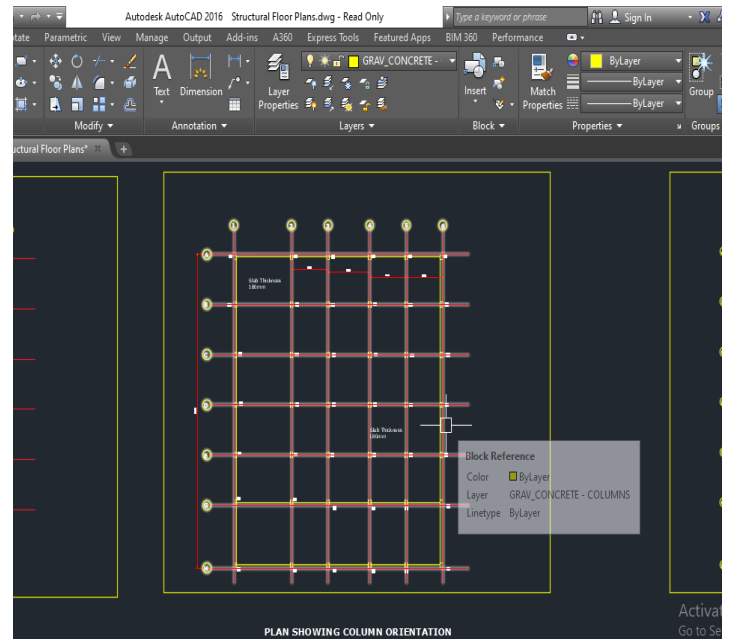 Autodesk AutoCAD 2016 Structural Floor Plans.dwg - Read Only
Type a keyword or phrase
Sign In
tate Parametric View Manage Output Add-ins A360 Express Tools Featured Apps BIM 360 Performance
GRAV_CONCRETE -
ByLayer
Text Dimension Layer Properties Insert Match Properties Group
ByLayer
ByLayer
Modify Annotation Layers Block Properties Groups
uctural Floor Plans*
Slab Thickness
180mm
Slab Thickness
180mm
Block Reference
Color ByLayer
Layer GRAV_CONCRETE - COLUMNS
Linetype ByLayer
PLAN SHOWING COLUMN ORIENTATION
Activat
Go to Se